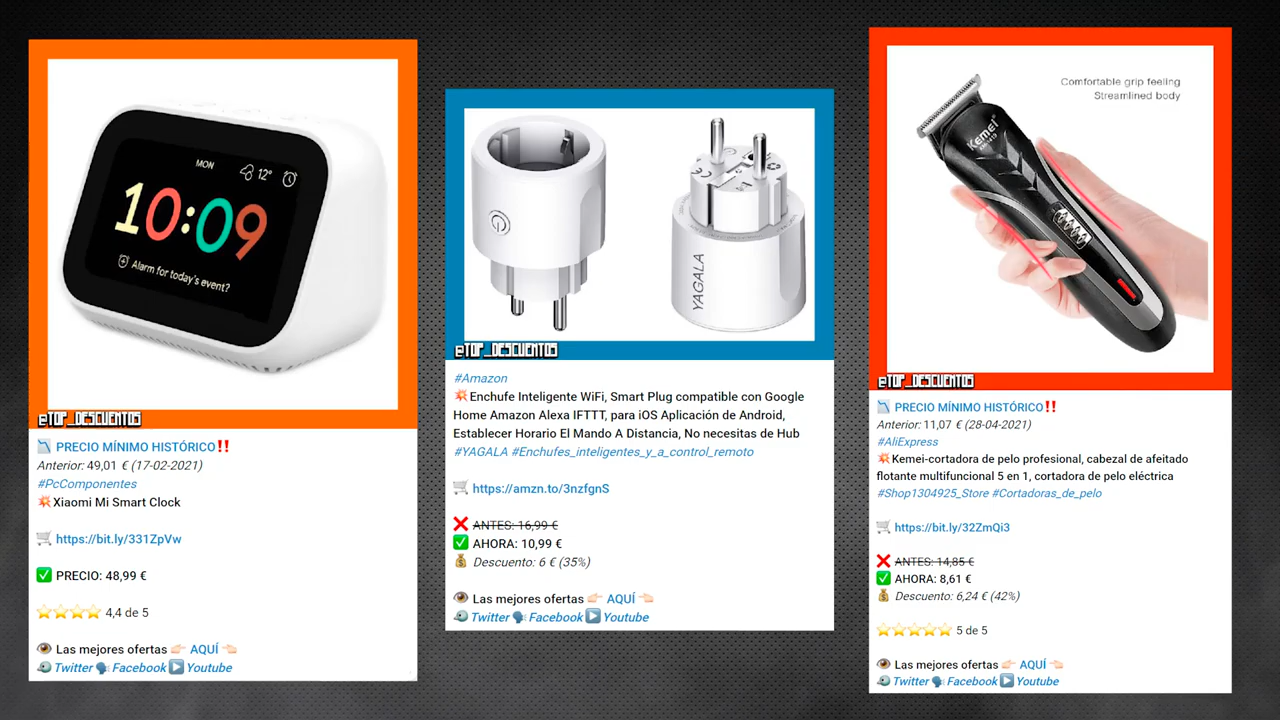 MON
12°
10:09
Alarm for today's event?
@TOP_DESCUENTOS
PRECIO MÍNIMO HISTÓRICO‼
Anterior: 49,01 € (17-02-2021)
#PcComponentes
Xiaomi Mi Smart Clock
https://bit.ly/331ZpVw
PRECIO: 48,99 €
4,4 de 5
Las mejores ofertas AQUÍ
Twitter Facebook Youtube
YAGALA
@TOP_DESCUENTOS
#Amazon
Enchufe Inteligente WiFi, Smart Plug compatible con Google
Home Amazon Alexa IFTTT, para iOS Aplicación de Android,
Establecer Horario El Mando A Distancia, No necesitas de Hub
#YAGALA #Enchufes_inteligentes_y_a_control_remoto
https://amzn.to/3nzfgnS
ANTES: 16,99 €
AHORA: 10,99 €
Descuento: 6 € (35%)
Las mejores ofertas AQUÍ
Twitter Facebook Youtube
Comfortable grip feeling
Streamlined body
KEMEI
@TOP_DESCUENTOS
PRECIO MÍNIMO HISTÓRICO‼
Anterior: 11,07 € (28-04-2021)
#AliExpress
Kemei-cortadora de pelo profesional, cabezal de afeitado
flotante multifuncional 5 en 1, cortadora de pelo eléctrica
#Shop1304925_Store #Cortadoras_de_pelo
https://bit.ly/32ZmQi3
ANTES: 14,85 €
AHORA: 8,61 €
Descuento: 6,24 € (42%)
5 de 5
Las mejores ofertas AQUÍ
Twitter Facebook Youtube